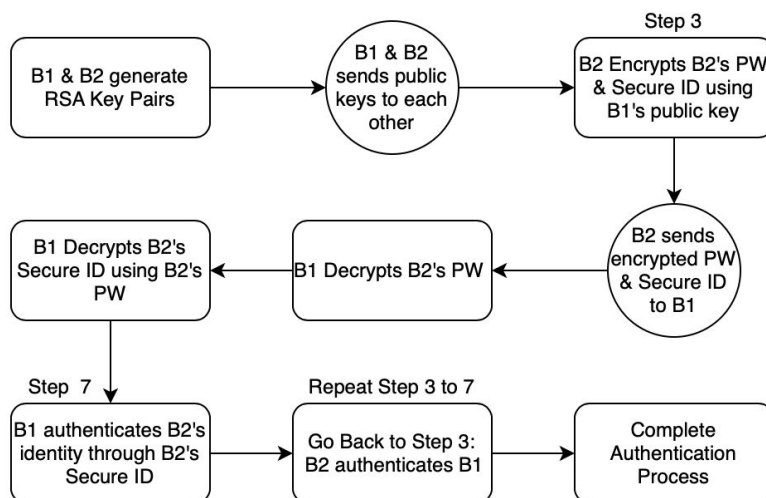 B1 & B2 generate
RSA Key Pairs
B1 & B2
sends public
keys to each
other
Step 3
B2 Encrypts B2's PW
& Secure ID using
B1's public key
B2 sends
encrypted PW
& Secure ID
to B1
B1 Decrypts B2's PW
B1 Decrypts B2's
Secure ID using B2's
PW
Step 7
B1 authenticates B2's
identity through B2's
Secure ID
Repeat Step 3 to 7
Go Back to Step 3:
B2 authenticates B1
Complete
Authentication
Process